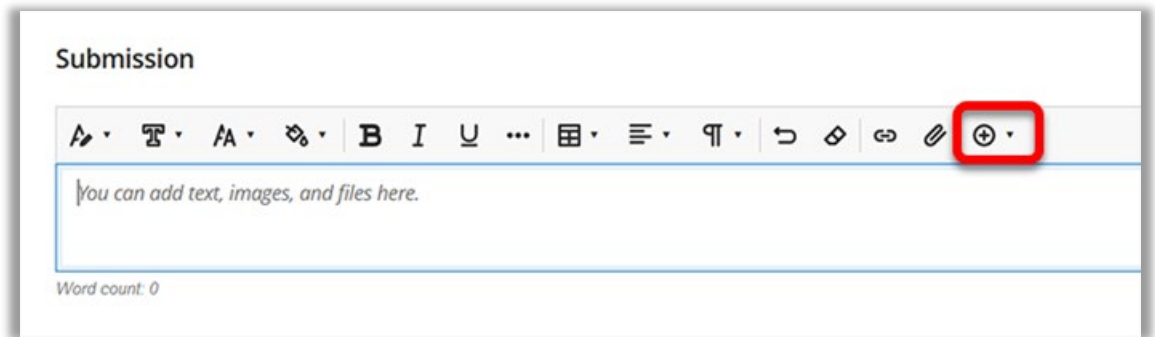 Submission
B I U
You can add text, images, and files here.
Word count: 0